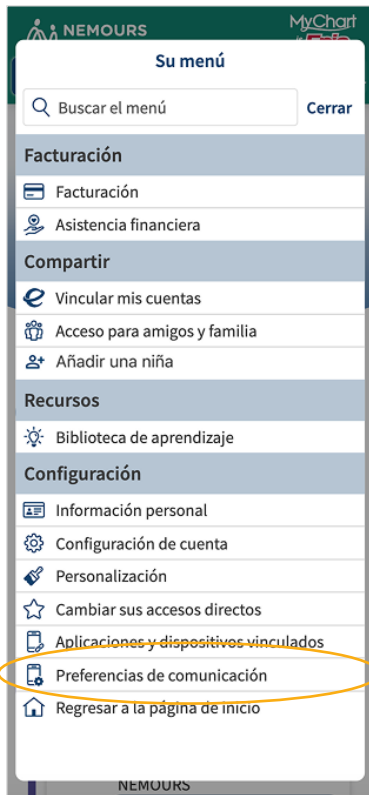 NEMOURS
MyChart
Su menú
Buscar el menú
Cerrar
Facturación
Facturación
Asistencia financiera
Compartir
Vincular mis cuentas
Acceso para amigos y familia
Añadir una niña
Recursos
Biblioteca de aprendizaje
Configuración
Información personal
Configuración de cuenta
Personalización
Cambiar sus accesos directos
Aplicaciones y dispositivos vinculados
Preferencias de comunicación
Regresar a la página de inicio
NEMOURS